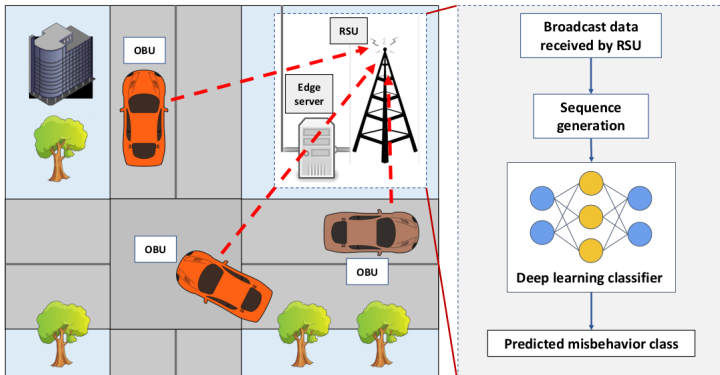 OBU
RSU
Edge
server
OBU
OBU
Broadcast data
received by RSU
Sequence
generation
Deep learning classifier
Predicted misbehavior class